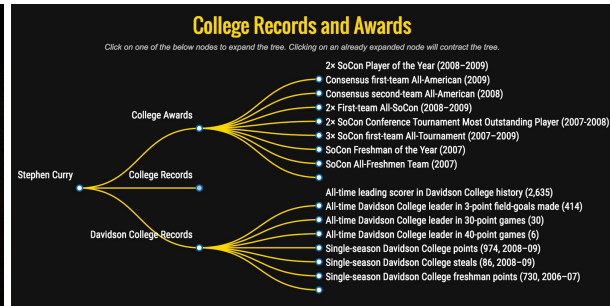 College Records and Awards
Click on one of the below nodes to expand the tree. Clicking on an already expanded node will contract the tree.
Stephen Curry
College Awards
2× SoCon Player of the Year (2008–2009)
Consensus first-team All-American (2009)
Consensus second-team All-American (2008)
2× First-team All-SoCon (2008–2009)
2× SoCon Conference Tournament Most Outstanding Player (2007-2008)
3× SoCon first-team All-Tournament (2007–2009)
SoCon Freshman of the Year (2007)
SoCon All-Freshmen Team (2007)
College Records
Davidson College Records
All-time leading scorer in Davidson College history (2,635)
All-time Davidson College leader in 3-point field-goals made (414)
All-time Davidson College leader in 30-point games (30)
All-time Davidson College leader in 40-point games (6)
Single-season Davidson College points (974, 2008–09)
Single-season Davidson College steals (86, 2008–09)
Single-season Davidson College freshman points (730, 2006–07)